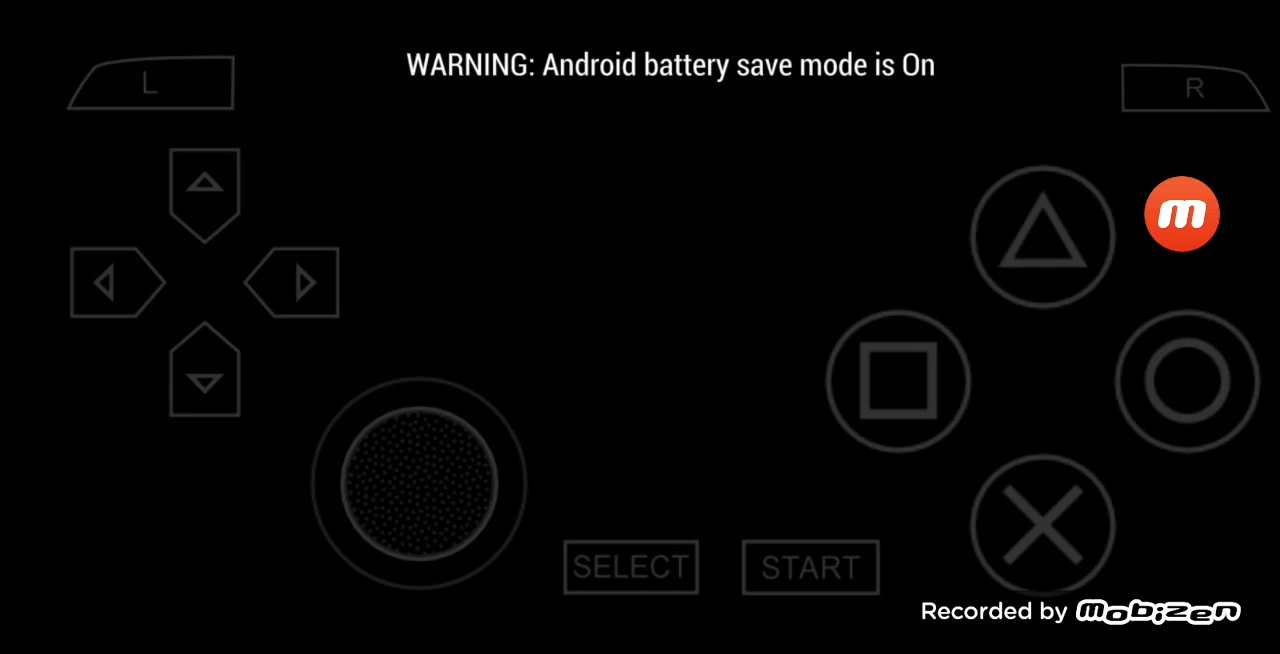 WARNING: Android battery save mode is On
L
R
m
SELECT
START
Recorded by mobizen